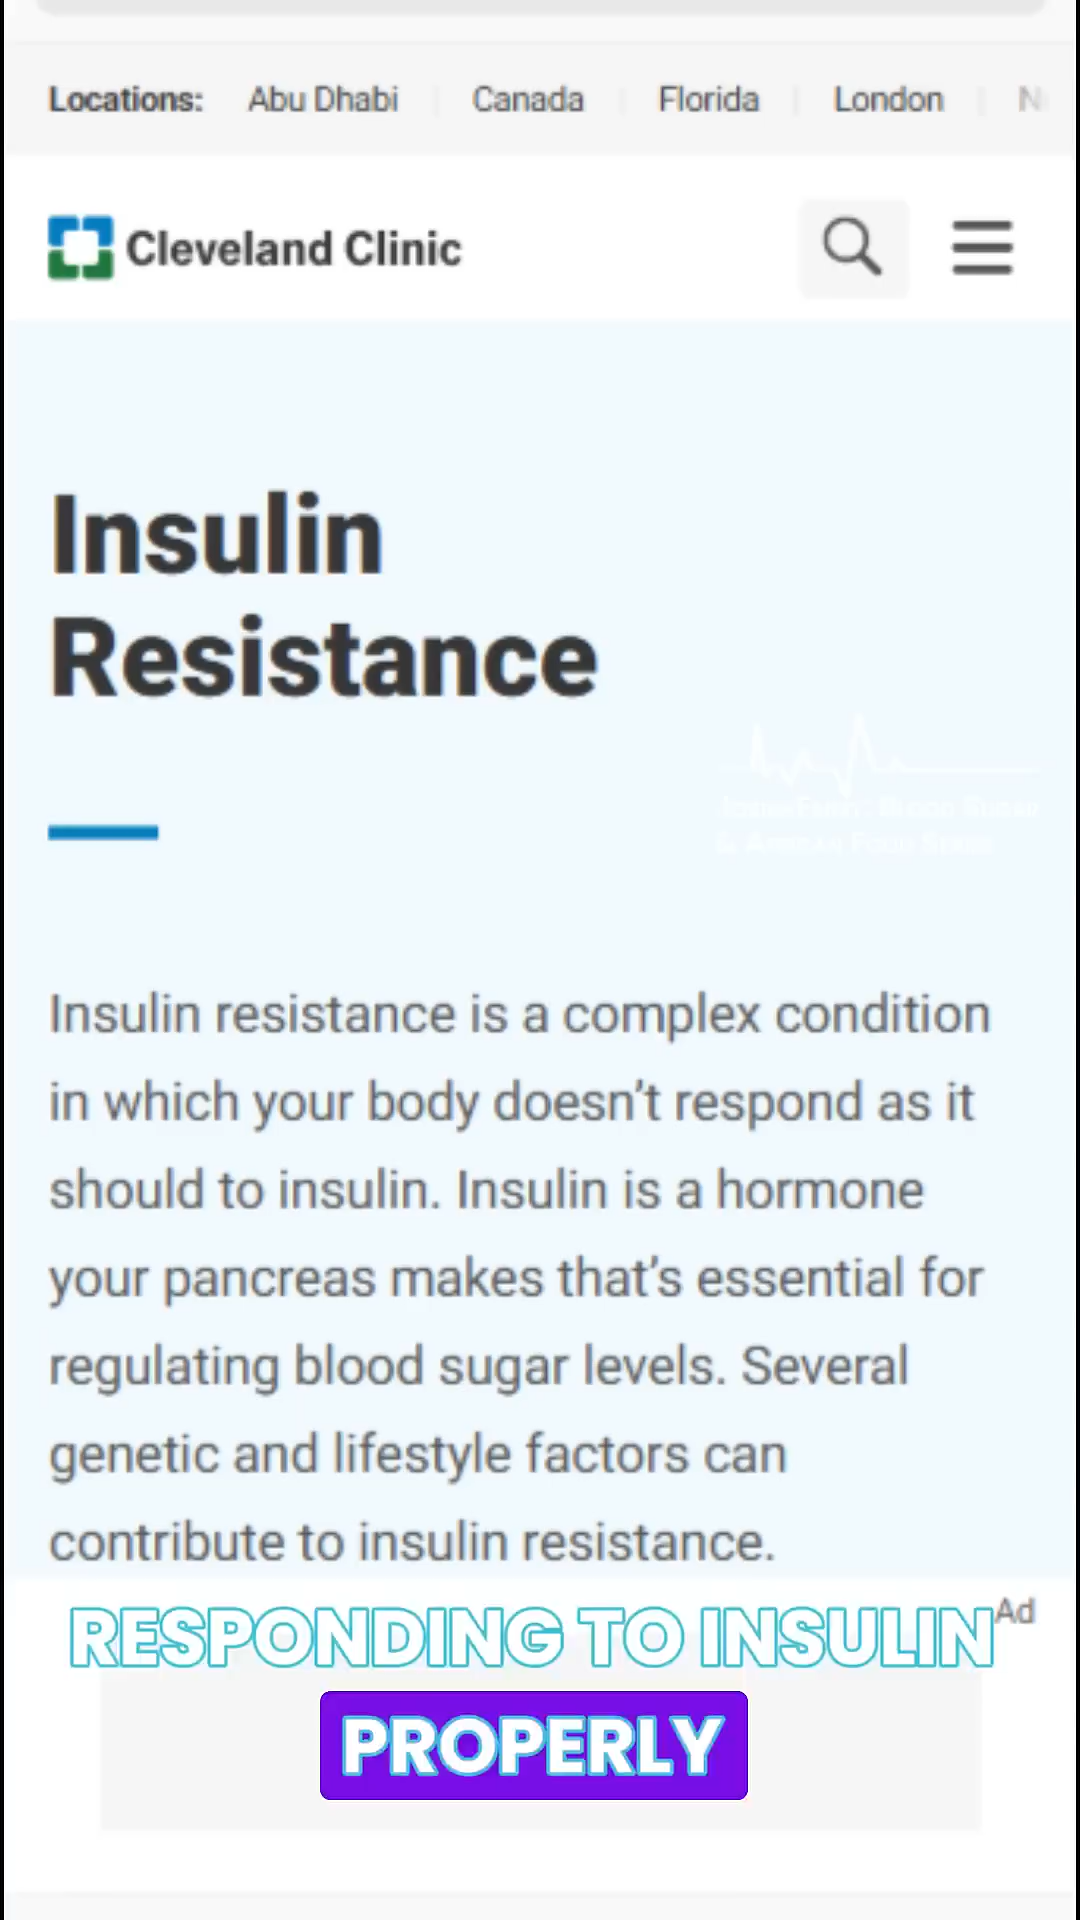 Locations: Abu Dhabi Canada Florida London
Cleveland Clinic
Insulin
Resistance
Insulin resistance is a complex condition
in which your body doesn’t respond as it
should to insulin. Insulin is a hormone
your pancreas makes that’s essential for
regulating blood sugar levels. Several
genetic and lifestyle factors can
contribute to insulin resistance.
Ad
RESPONDING TO INSULIN
PROPERLY